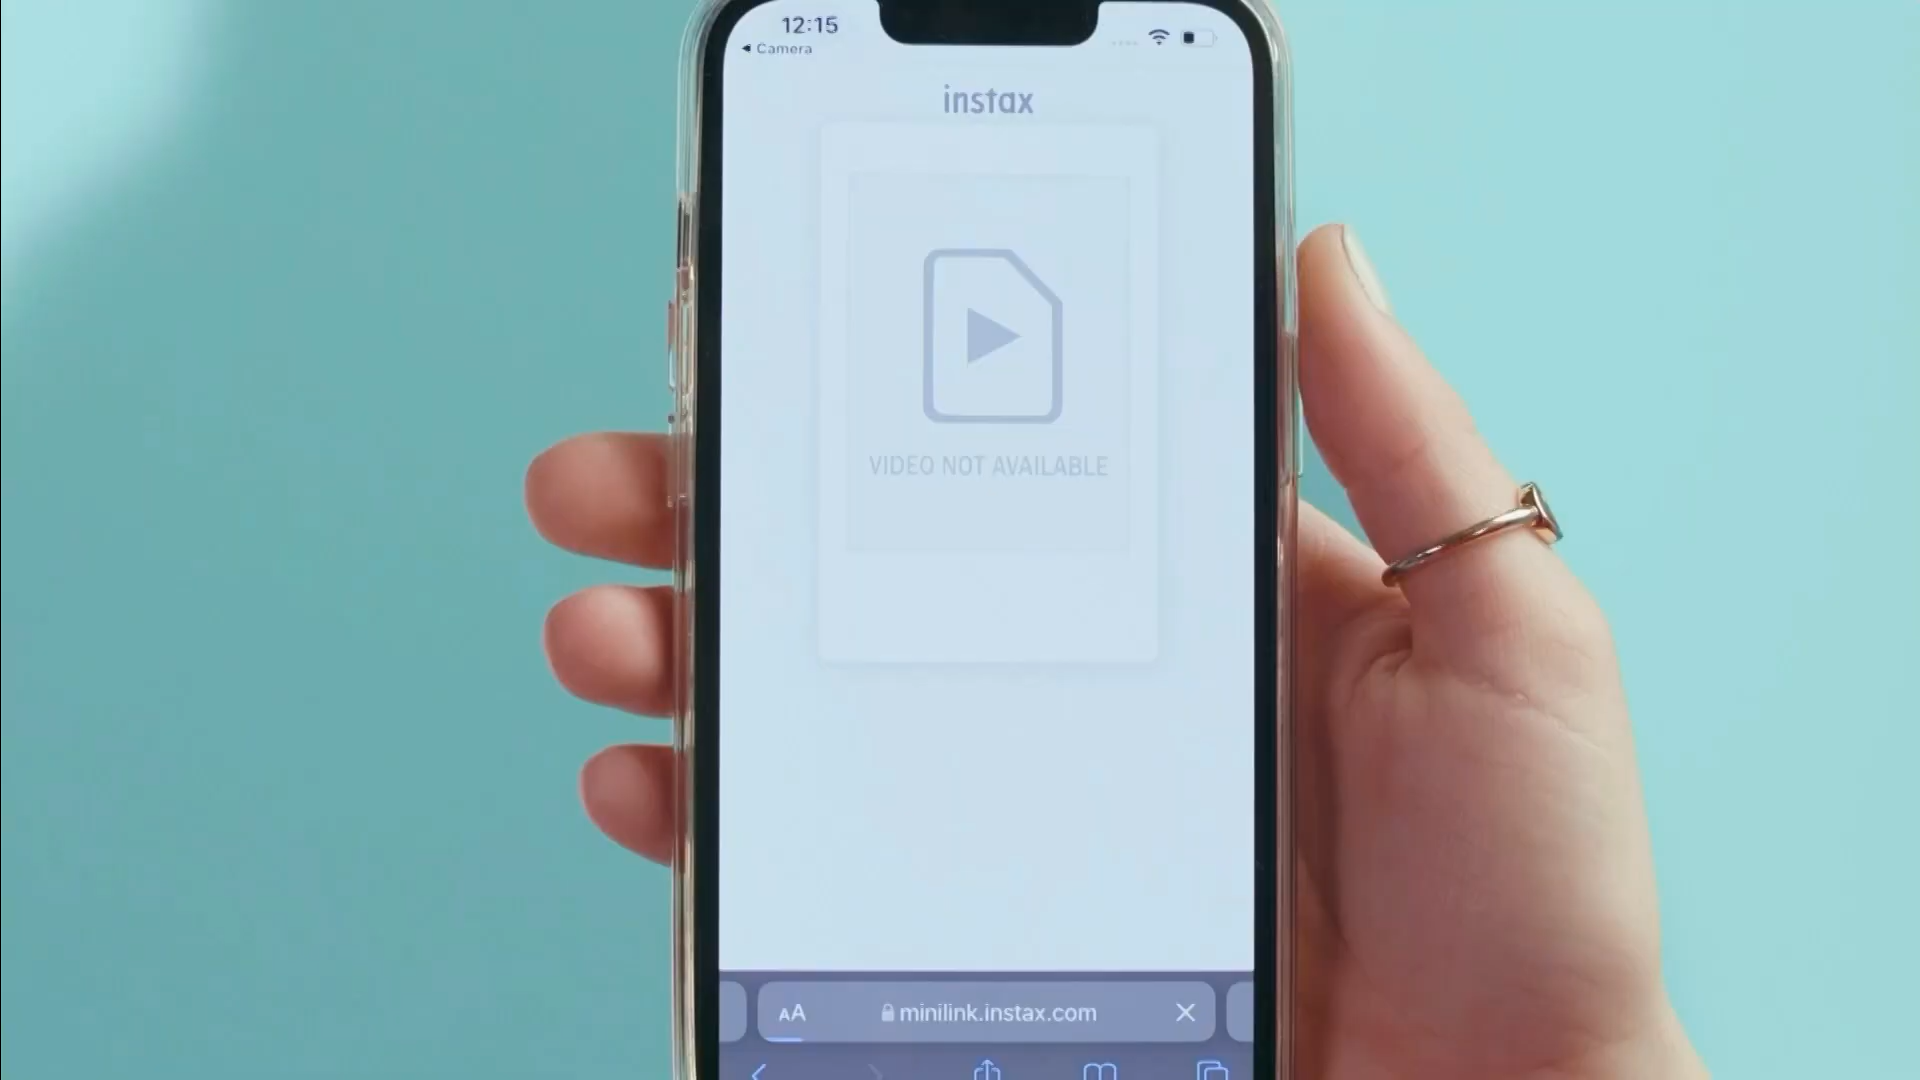 12:15
◀ Camera
instax
VIDEO NOT AVAILABLE
AA
minilink.instax.com